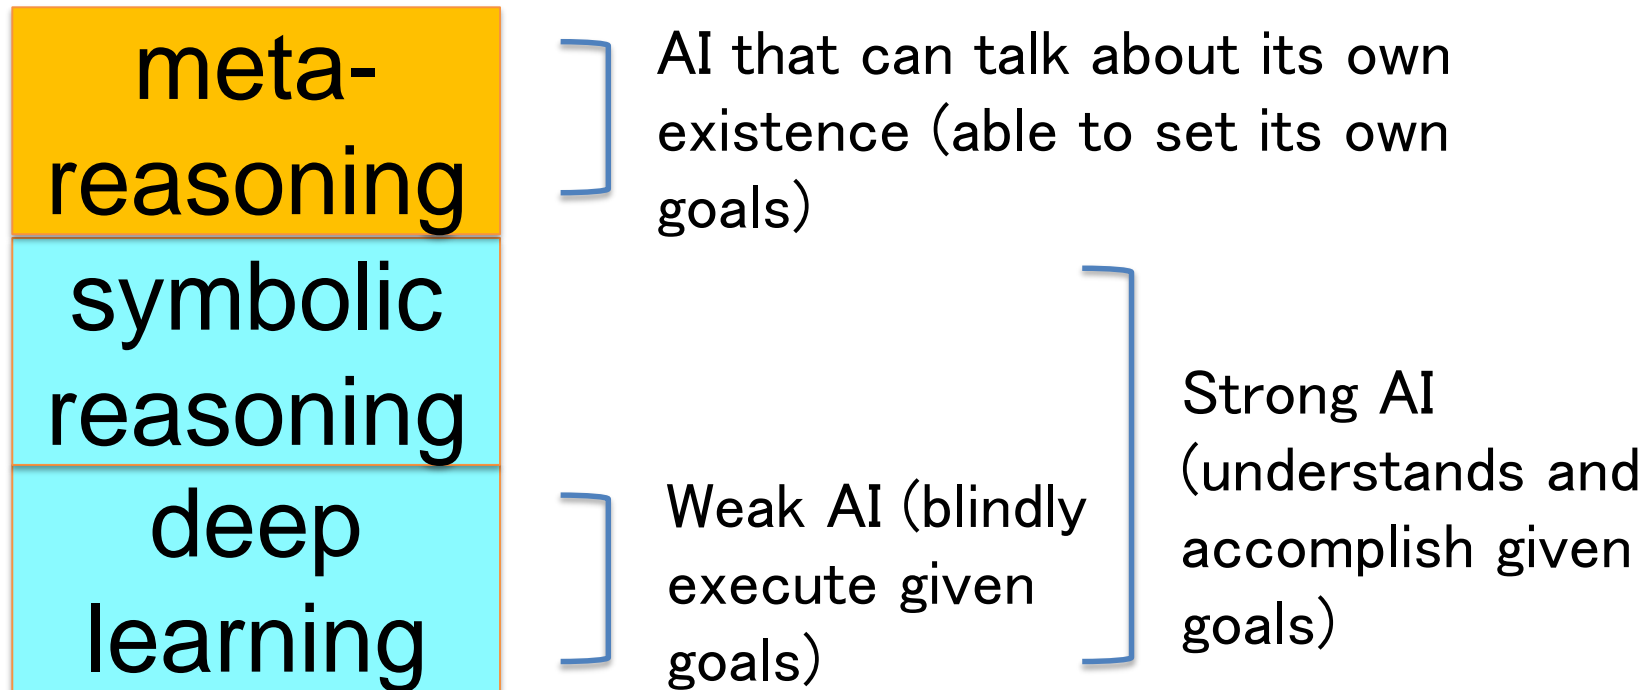 meta-
reasoning
AI that can talk about its own
existence (able to set its own
goals)
symbolic
reasoning
deep
learning
Weak AI (blindly
execute given
goals)
Strong AI
(understands and
accomplish given
goals)